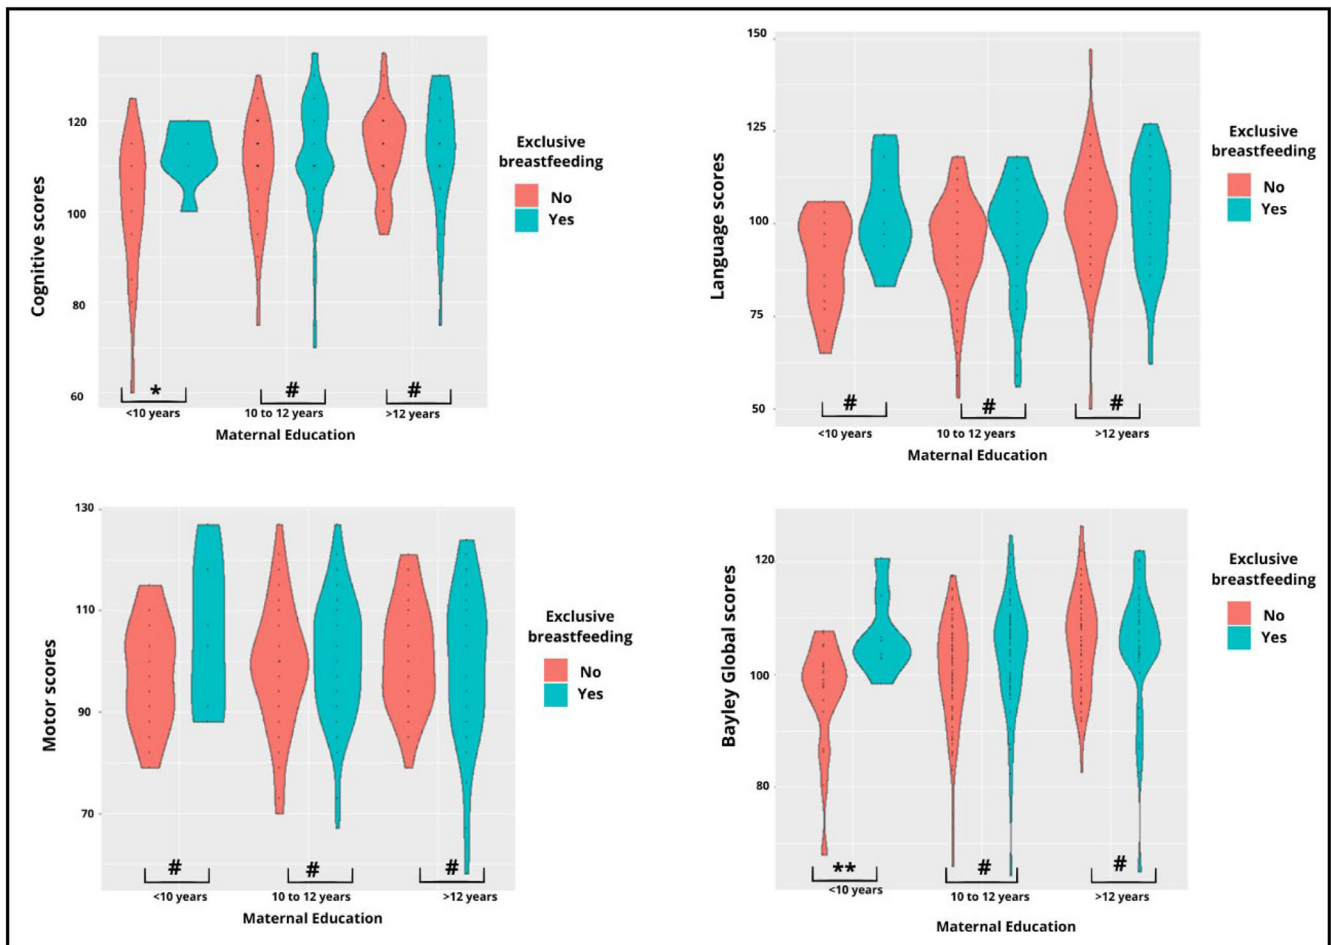 Cognitive scores
120
100
80
60
*
#
#
<10 years
10 to 12 years
>12 years
Maternal Education
Exclusive
breastfeeding
No
Yes
Language scores
150
125
100
75
50
#
#
#
<10 years
10 to 12 years
>12 years
Maternal Education
Exclusive
breastfeeding
No
Yes
Motor scores
130
110
90
70
#
#
#
<10 years
10 to 12 years
>12 years
Maternal Education
Exclusive
breastfeeding
No
Yes
Bayley Global scores
120
100
80
**
#
#
<10 years
10 to 12 years
>12 years
Maternal Education
Exclusive
breastfeeding
No
Yes